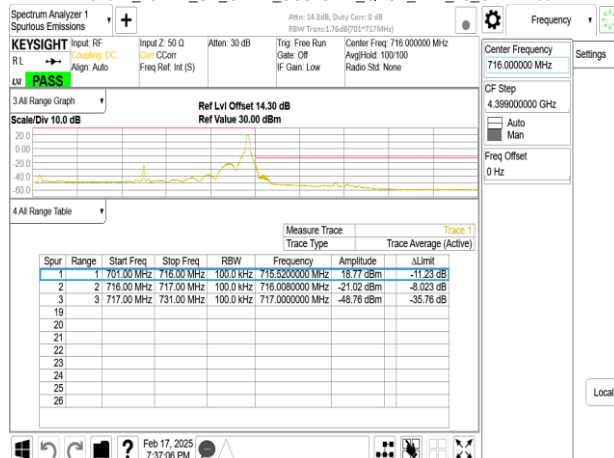 Spectrum Analyzer 1
Spurious Emissions
Attn: 14.3dB, Duty Corr: 0 dB
RBW Trans:1.76dB(701~717MHz)
Frequency
Settings
KEYSIGHT
RL
LXI
PASS
Input: RF
Coupling: DC
Align: Auto
Input Z: 50 Ω
Corr CCorr
Freq Ref: Int (S)
Atten: 30 dB
Trig: Free Run
Gate: Off
IF Gain: Low
Center Freq: 716.000000 MHz
Avg|Hold: 100/100
Radio Std: None
Center Frequency
716.000000 MHz
CF Step
4.399000000 GHz
Auto
Man
Freq Offset
0 Hz
3 All Range Graph
Scale/Div 10.0 dB
Ref Lvl Offset 14.30 dB
Ref Value 30.00 dBm
20.0
0.00
-20.0
-40.0
-60.0
4 All Range Table
Measure Trace Trace 1
Trace Type Trace Average (Active)
Spur Range Start Freq Stop Freq RBW Frequency Amplitude ΔLimit
1 1 701.00 MHz 716.00 MHz 100.0 kHz 715.5200000 MHz 18.77 dBm -11.23 dB
2 2 716.00 MHz 717.00 MHz 100.0 kHz 716.0080000 MHz -21.02 dBm -8.023 dB
3 3 717.00 MHz 731.00 MHz 100.0 kHz 717.0000000 MHz -48.76 dBm -35.76 dB
19
20
21
22
23
24
25
26
Local
Feb 17, 2025
7:37:06 PM